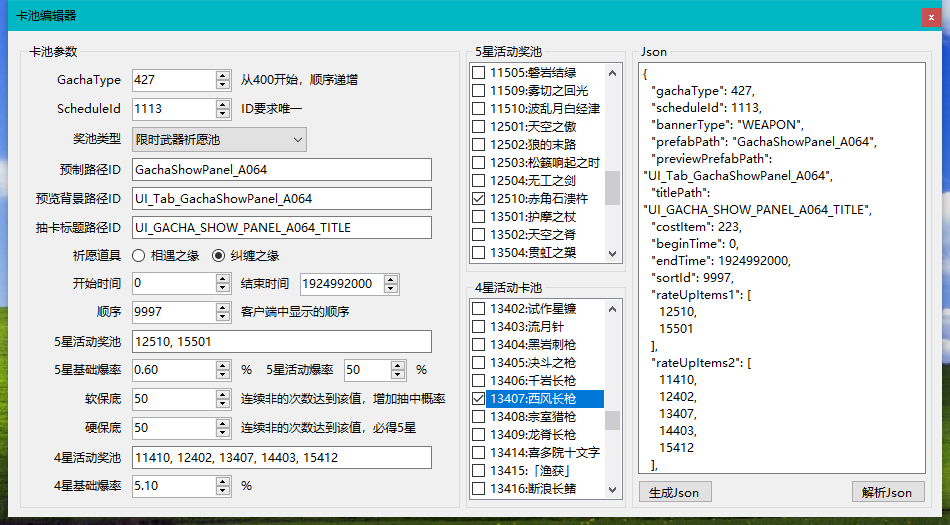 卡池编辑器
卡池参数
GachaType 427 从400开始，顺序递增
ScheduleId 1113 ID要求唯一
奖池类型 限时武器祈愿池
预制路径ID GachaShowPanel_A064
预览背景路径ID UI_Tab_GachaShowPanel_A064
抽卡标题路径ID UI_GACHA_SHOW_PANEL_A064_TITLE
祈愿道具 相遇之缘 纠缠之缘
开始时间 0 结束时间 1924992000
顺序 9997 客户端中显示的顺序
5星活动奖池 12510, 15501
5星基础爆率 0.60 % 5星活动爆率 50 %
软保底 50 连续非的次数达到该值，增加抽中概率
硬保底 50 连续非的次数达到该值，必得5星
4星活动奖池 11410, 12402, 13407, 14403, 15412
4星基础爆率 5.10 %
5星活动奖池
11505:磐岩结绿
11509:雾切之回光
11510:波乱月白经津
12501:天空之傲
12502:狼的末路
12503:松籁响起之时
12504:无工之剑
12510:赤角石溃杵
13501:护摩之杖
13502:天空之脊
13504:贯虹之槊
4星活动卡池
13402:试作星镰
13403:流月针
13404:黑岩刺枪
13405:决斗之枪
13406:千岩长枪
13407:西风长枪
13408:宗室猎枪
13409:龙脊长枪
13414:喜多院十文字
13415:「渔获」
13416:断浪长鳍
Json
{
"gachaType": 427,
"scheduleId": 1113,
"bannerType": "WEAPON",
"prefabPath": "GachaShowPanel_A064",
"previewPrefabPath":
"UI_Tab_GachaShowPanel_A064",
"titlePath":
"UI_GACHA_SHOW_PANEL_A064_TITLE",
"costItem": 223,
"beginTime": 0,
"endTime": 1924992000,
"sortId": 9997,
"rateUpItems1": [
12510,
15501
],
"rateUpItems2": [
11410,
12402,
13407,
14403,
15412
],
生成Json 解析Json